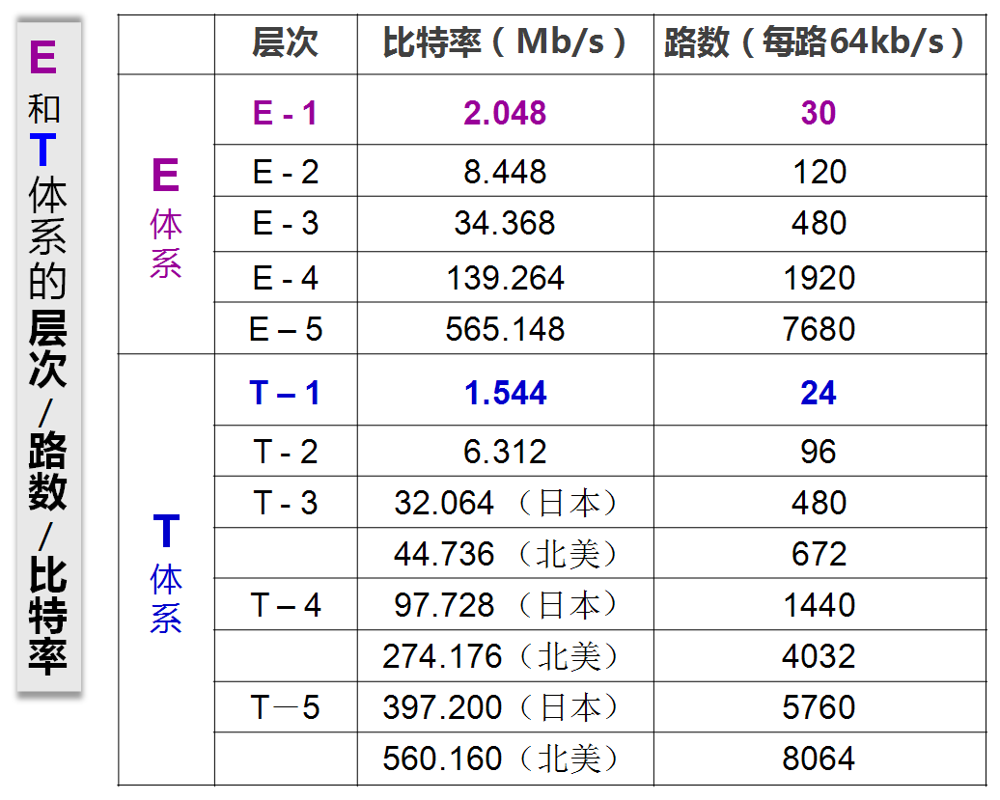 E
和
T
体
系
的
层
次
/
路
数
/
比
特
率
层次 比特率（Mb/s） 路数（每路64kb/s）
E体系
E - 1 2.048 30
E - 2 8.448 120
E - 3 34.368 480
E - 4 139.264 1920
E – 5 565.148 7680
T体系
T – 1 1.544 24
T - 2 6.312 96
T - 3 32.064（日本） 480
44.736（北美） 672
T – 4 97.728（日本） 1440
274.176（北美） 4032
T－5 397.200（日本） 5760
560.160（北美） 8064